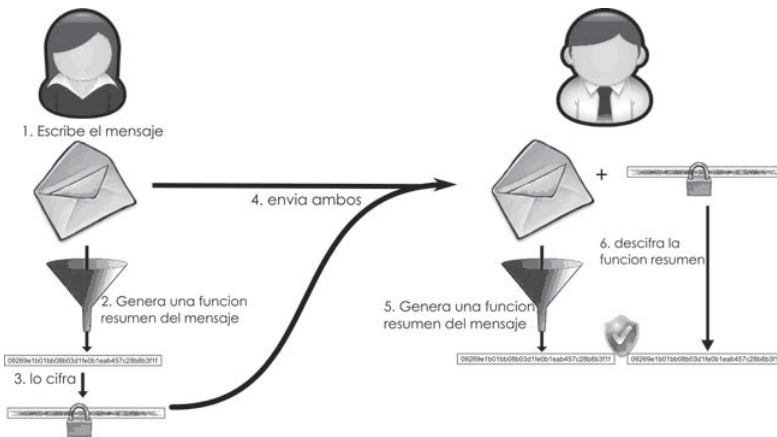 1. Escribe el mensaje
4. envia ambos
2. Genera una funcion
resumen del mensaje
09269e1b01bb08b03d1fe0b1eab457c28b8b3f1f
3. lo cifra
+
6. descifra la
funcion resumen
5. Genera una funcion
resumen del mensaje
09269e1b01bb08b03d1fe0b1eab457c28b8b3f1f
09269e1b01bb08b03d1fe0b1eab457c28b8b3f1